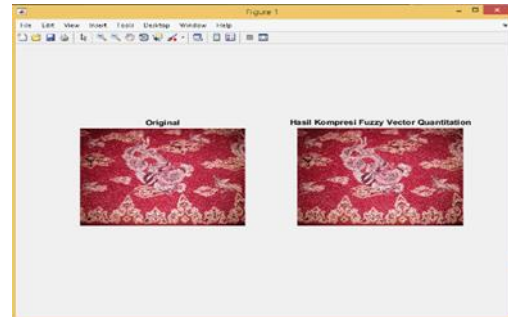 Figure 1
File Edit View Insert Tools Desktop Window Help
Original
Hasil Kompresi Fuzzy Vector Quantitation